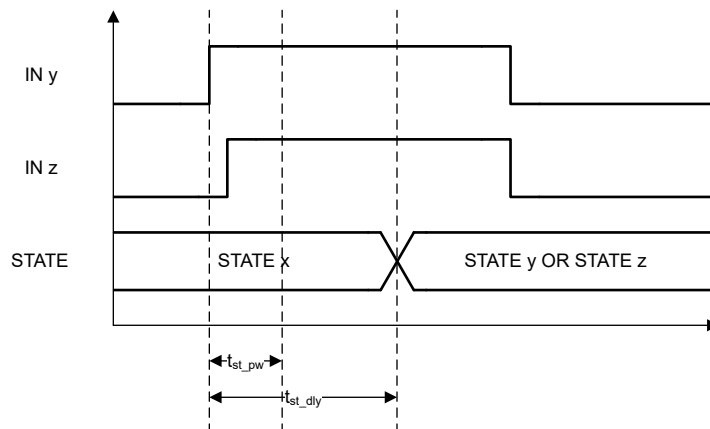 IN y
IN z
STATE
STATE x
STATE y OR STATE z
tst_pw
tst_dly